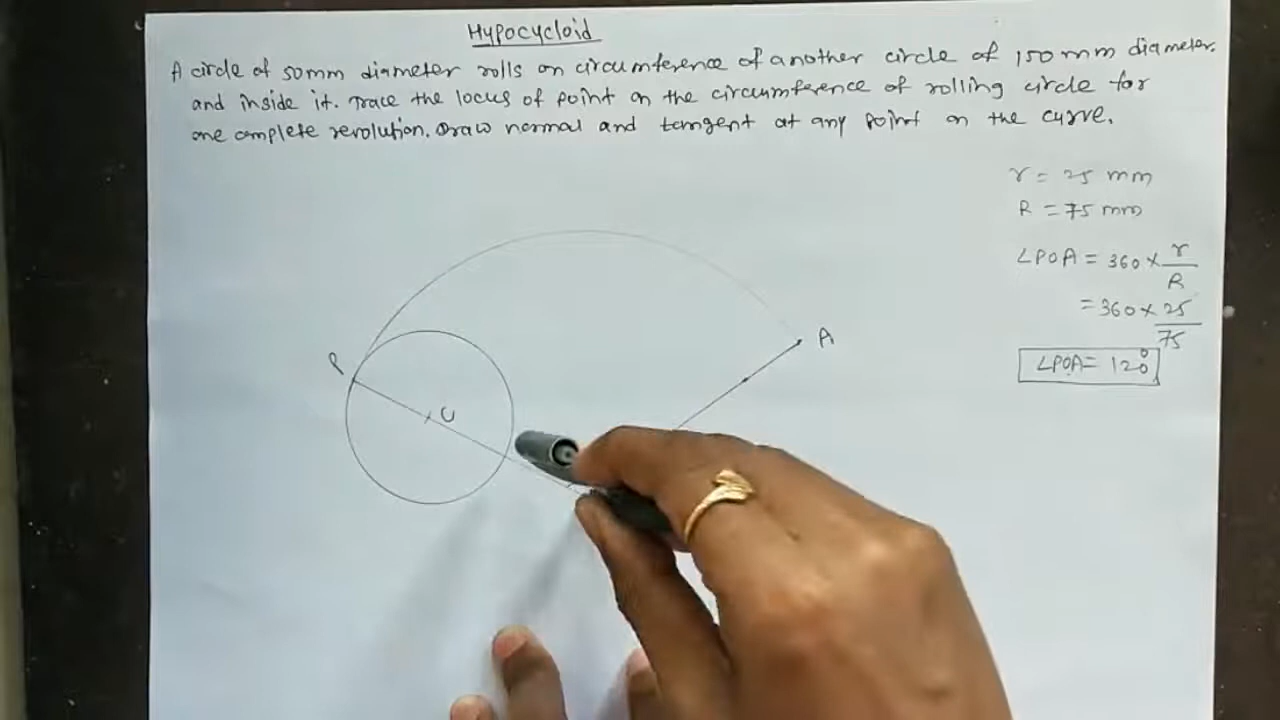 Hypocycloid
A circle of 50mm diameter rolls on circumference of another circle of 150 mm diameter.
and inside it. Trace the locus of point on the circumference of rolling circle for
one complete revolution. Draw normal and tangent at any point on the curve.
r = 25 mm
R = 75 mm
∠POA = 360 × r/R
= 360 × 25/75
∠POA = 120°
P
C
A